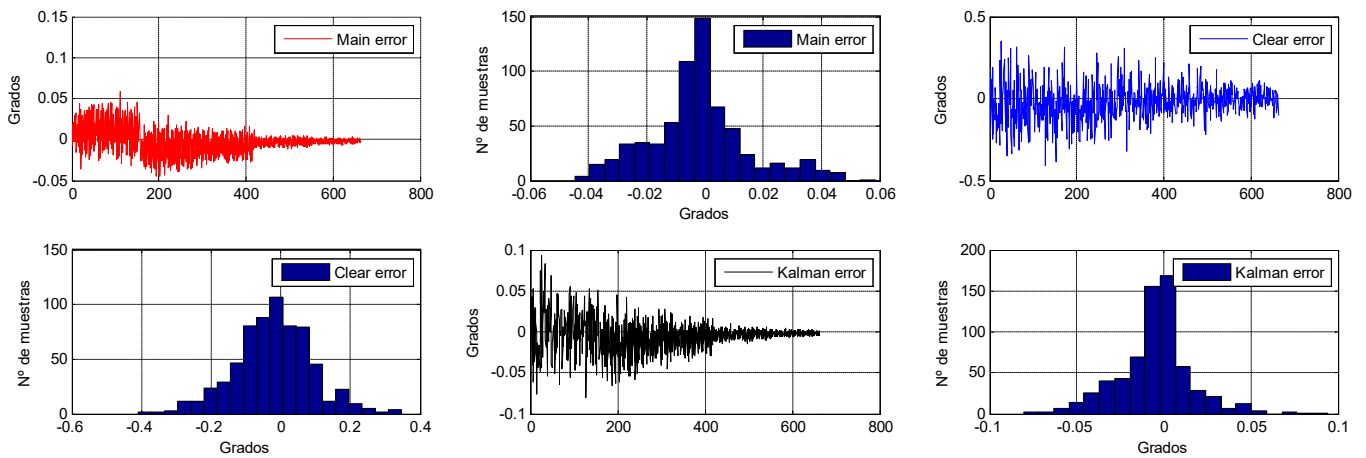 0.15
0.1
0.05
0
-0.05
Grados
Main error
0 200 400 600 800
150
100
50
0
Nº de muestras
Main error
-0.06 -0.04 -0.02 0 0.02 0.04 0.06
Grados
0.5
0
-0.5
Grados
Clear error
0 200 400 600 800
150
100
50
0
Nº de muestras
Clear error
-0.6 -0.4 -0.2 0 0.2 0.4
Grados
0.1
0.05
0
-0.05
-0.1
Grados
Kalman error
0 200 400 600 800
200
150
100
50
0
Nº de muestras
Kalman error
-0.1 -0.05 0 0.05 0.1
Grados